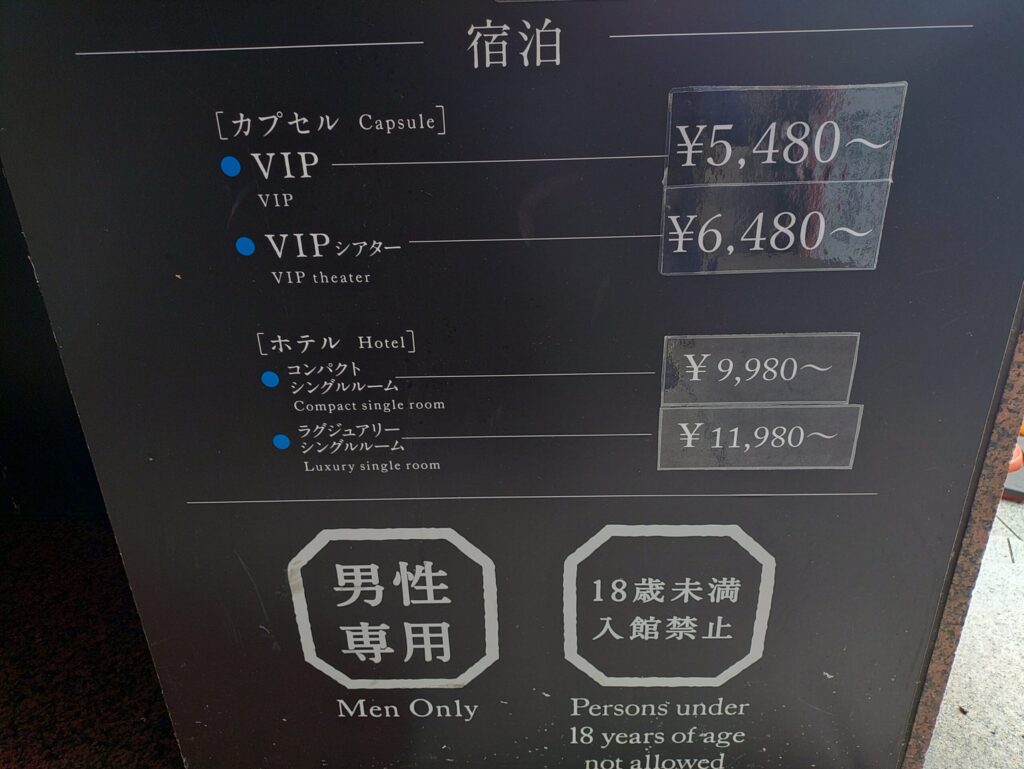 宿泊
[カプセル Capsule]
VIP ¥5,480～
VIP
VIPシアター ¥6,480～
VIP theater
[ホテル Hotel]
コンパクト
シングルルーム ¥9,980～
Compact single room
ラグジュアリー
シングルルーム ¥11,980～
Luxury single room
男性
専用
Men Only
18歳未満
入館禁止
Persons under
18 years of age
not allowed